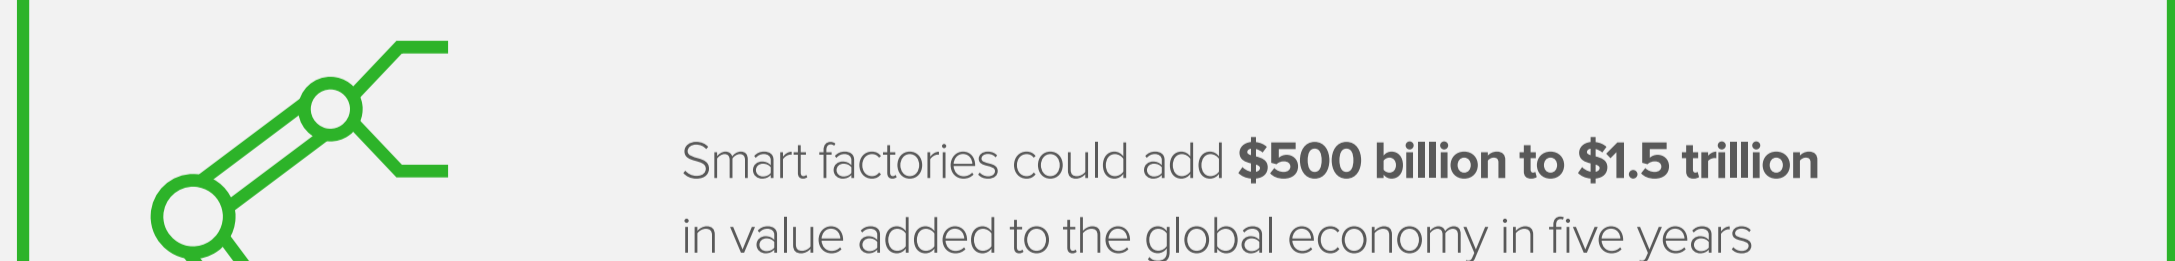 Smart factories could add $500 billion to $1.5 trillion
in value added to the global economy in five years